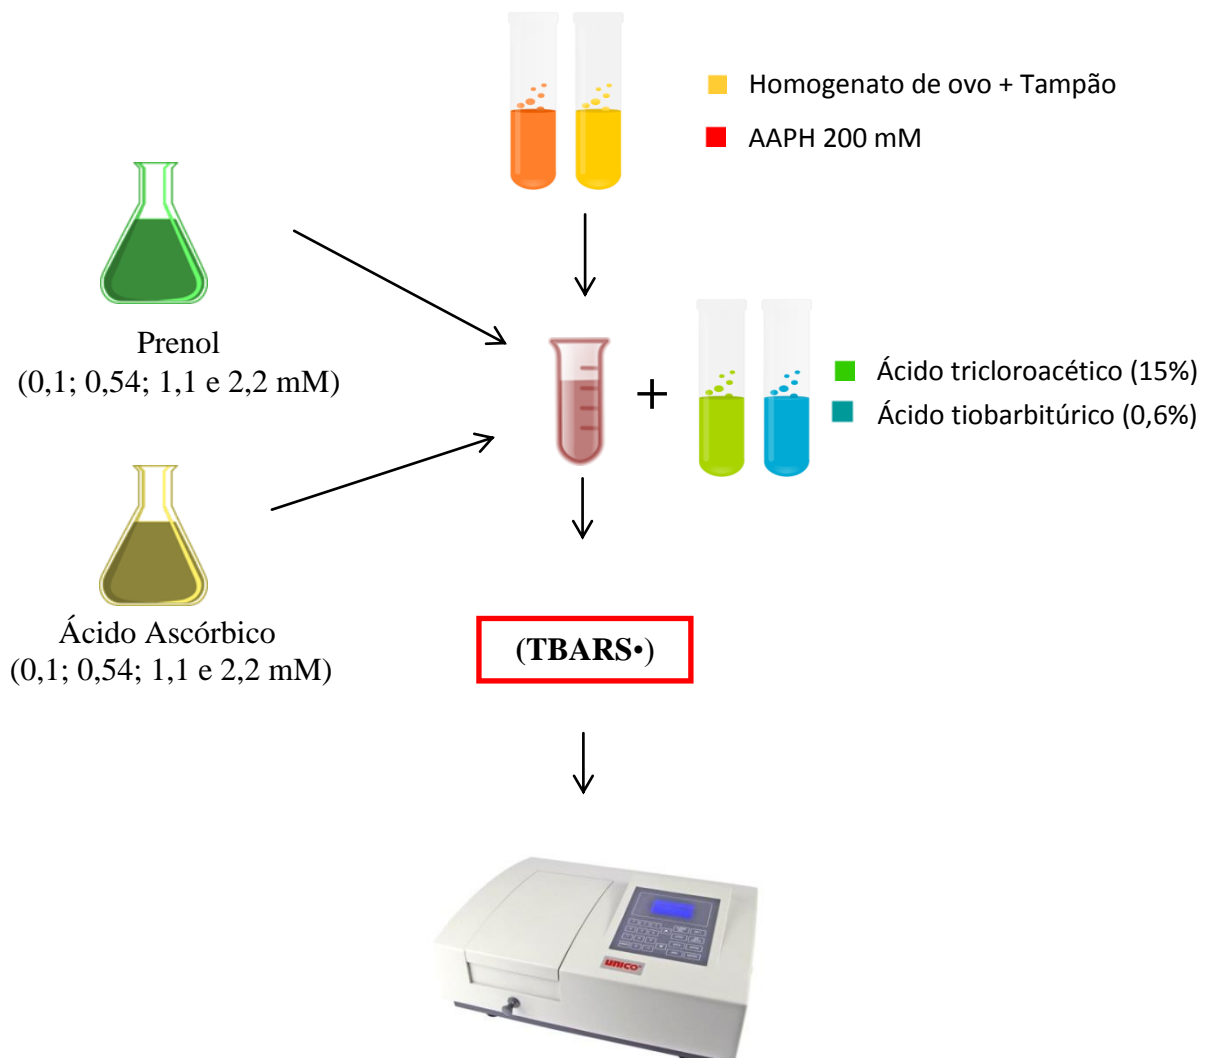 Homogenato de ovo + Tampão
AAPH 200 mM
Prenol
(0,1; 0,54; 1,1 e 2,2 mM)
Ácido tricloroacético (15%)
Ácido tiobarbitúrico (0,6%)
Ácido Ascórbico
(0,1; 0,54; 1,1 e 2,2 mM)
(TBARS•)
UNICO